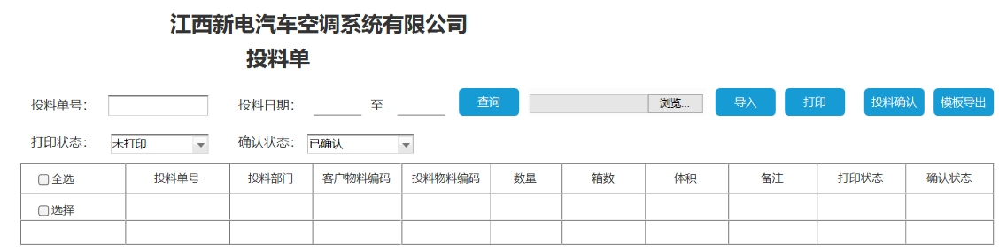 江西新电汽车空调系统有限公司
投料单
投料单号： 投料日期： 至 查询 浏览... 导入 打印 投料确认 模板导出
打印状态： 未打印 确认状态： 已确认
全选 投料单号 投料部门 客户物料编码 投料物料编码 数量 箱数 体积 备注 打印状态 确认状态
选择